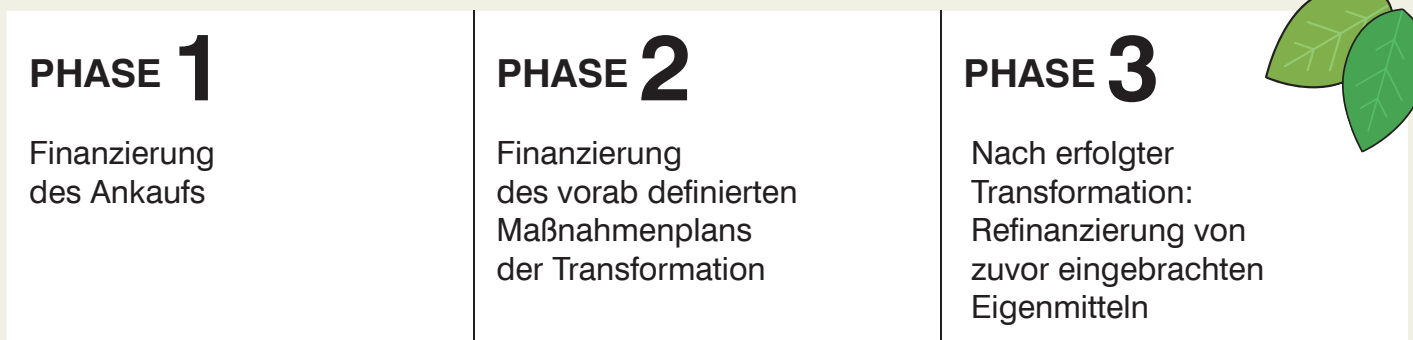 PHASE 1
Finanzierung
des Ankaufs
PHASE 2
Finanzierung
des vorab definierten
Maßnahmenplans
der Transformation
PHASE 3
Nach erfolgter
Transformation:
Refinanzierung von
zuvor eingebrachten
Eigenmitteln